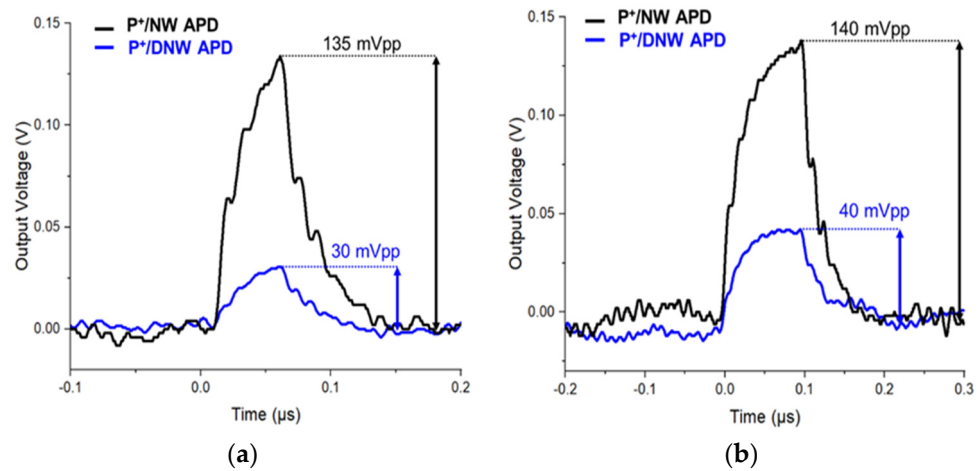 (a)
P⁺/NW APD
P⁺/DNW APD
135 mVpp
30 mVpp
Output Voltage (V)
0.15
0.10
0.05
0.00
-0.1
0.0
0.1
0.2
Time (µs)
(a)
(b)
P⁺/NW APD
P⁺/DNW APD
140 mVpp
40 mVpp
Output Voltage (V)
0.15
0.10
0.05
0.00
-0.2
-0.1
0.0
0.1
0.2
0.3
Time (µs)
(b)